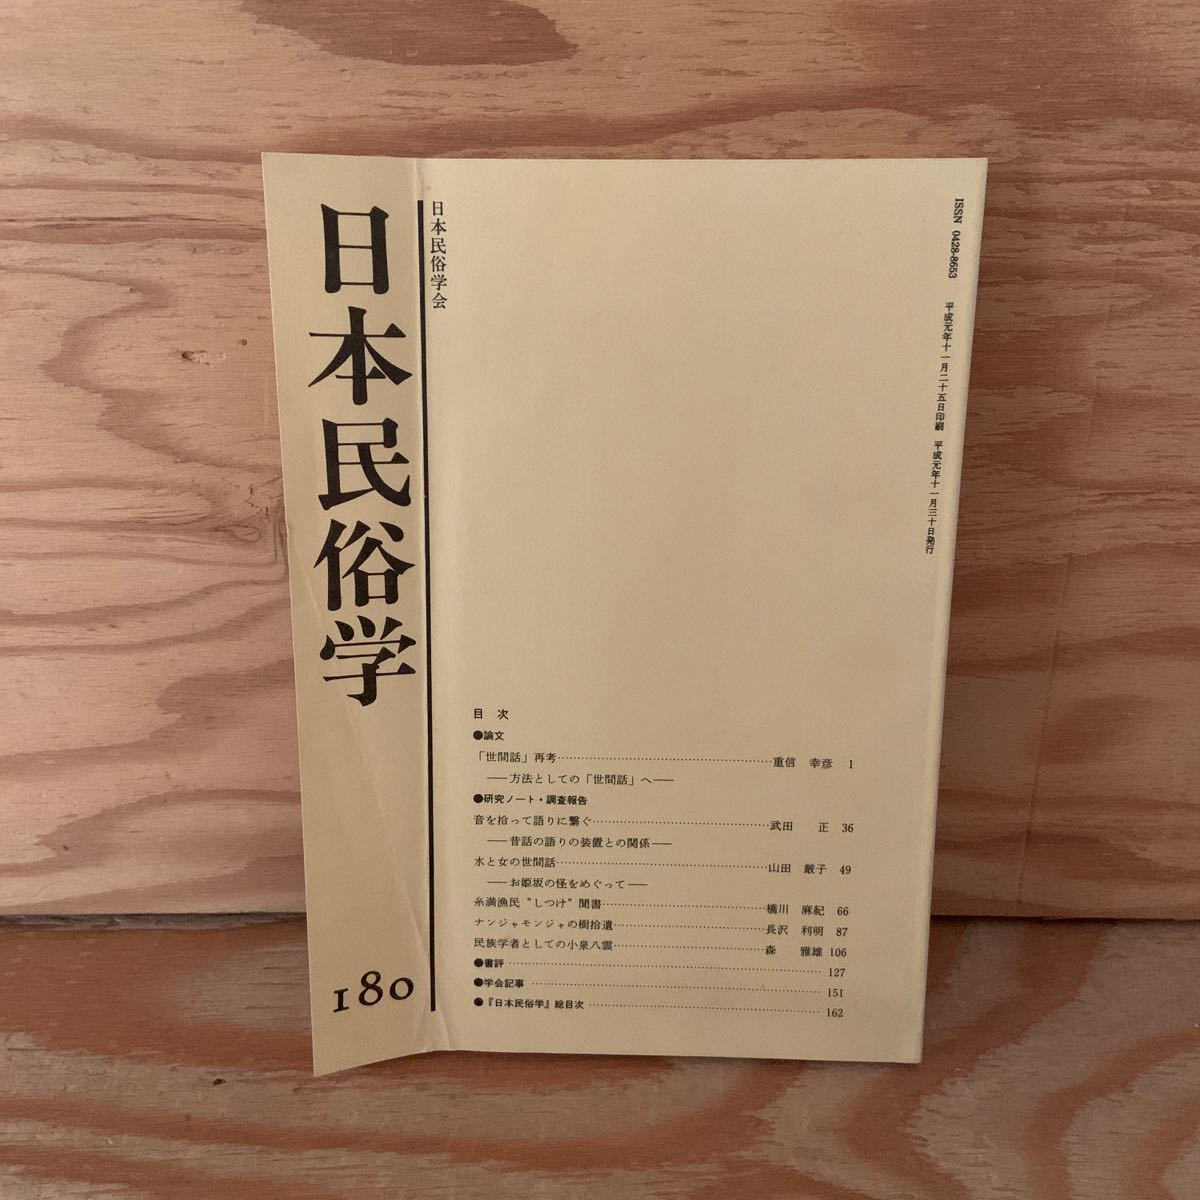 日本民俗学
180
日本民俗学会
ISSN 0428-8653 平成元年十一月二十五日印刷 平成元年十一月三十日発行
目 次
●論文
「世間話」再考……重信 幸彦 1
――方法としての「世間話」へ――
●研究ノート・調査報告
音を拾って語りに繋ぐ……武田 正 36
――昔話の語りの装置との関係――
水と女の世間話……山田 厳子 49
――お姫坂の怪をめぐって――
糸満漁民“しつけ”聞書……橋川 麻紀 66
ナンジャモンジャの樹拾遺……長沢 利明 87
民族学者としての小泉八雲……森 雅雄 106
●書評……127
●学会記事……151
●『日本民俗学』総目次……162